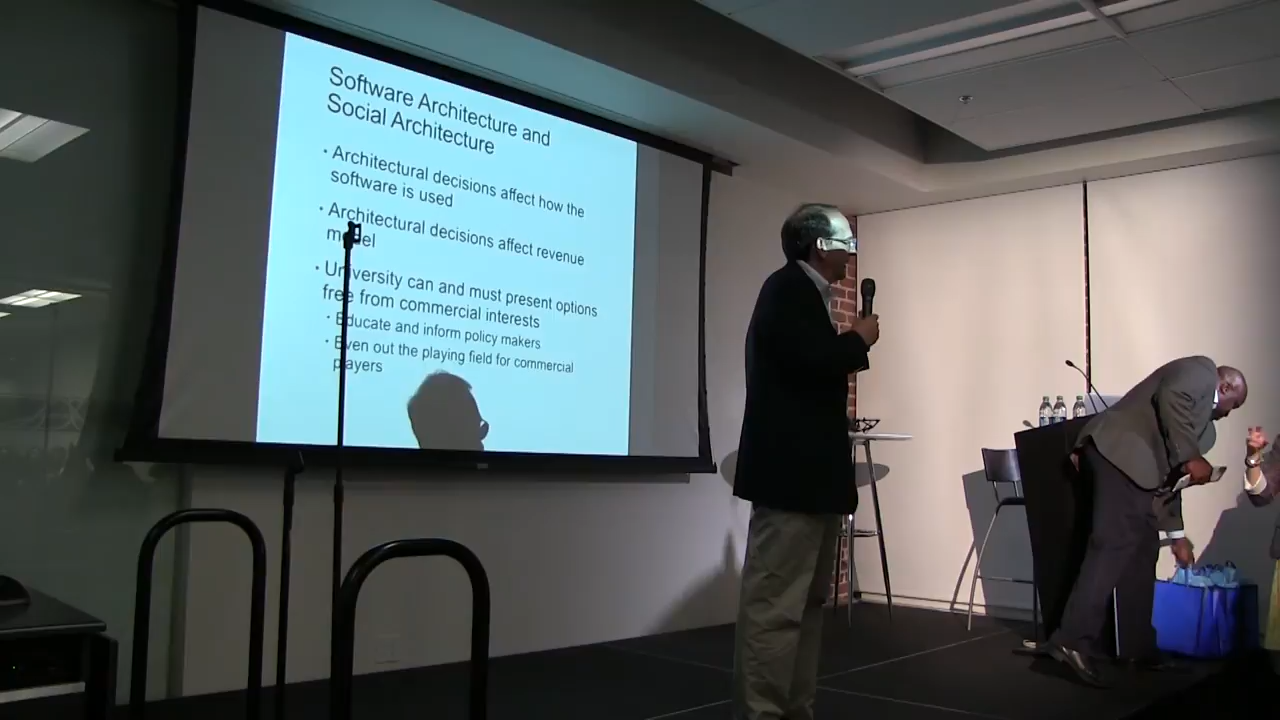 Software Architecture and
Social Architecture
• Architectural decisions affect how the
software is used
• Architectural decisions affect revenue
model
• University can and must present options
free from commercial interests
• Educate and inform policy makers
• Even out the playing field for commercial
players